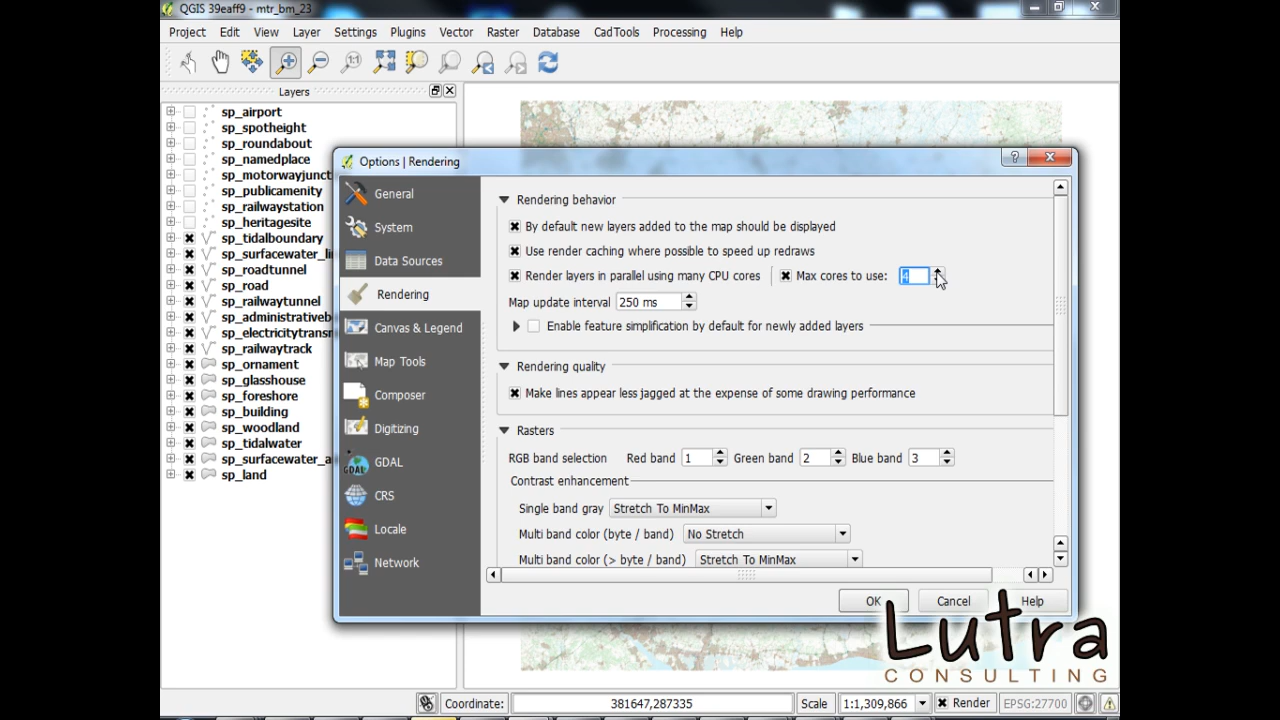 QGIS 39eaff9 - mtr_bm_23
Project Edit View Layer Settings Plugins Vector Raster Database CadTools Processing Help
Layers
sp_airport
sp_spotheight
sp_roundabout
sp_namedplace
sp_motorwayjunct
sp_publicamenity
sp_railwaystation
sp_heritagesite
sp_tidalboundary
sp_surfacewater_li
sp_roadtunnel
sp_road
sp_railwaytunnel
sp_administrativeb
sp_electricitytransm
sp_railwaytrack
sp_ornament
sp_glasshouse
sp_foreshore
sp_building
sp_woodland
sp_tidalwater
sp_surfacewater_a
sp_land
Options | Rendering
General
System
Data Sources
Rendering
Canvas & Legend
Map Tools
Composer
Digitizing
GDAL
CRS
Locale
Network
Rendering behavior
By default new layers added to the map should be displayed
Use render caching where possible to speed up redraws
Render layers in parallel using many CPU cores Max cores to use: 4
Map update interval 250 ms
Enable feature simplification by default for newly added layers
Rendering quality
Make lines appear less jagged at the expense of some drawing performance
Rasters
RGB band selection Red band 1 Green band 2 Blue band 3
Contrast enhancement
Single band gray Stretch To MinMax
Multi band color (byte / band) No Stretch
Multi band color (> byte / band) Stretch To MinMax
OK Cancel Help
Lutra
CONSULTING
Coordinate: 381647,287335 Scale 1:1,309,866 Render EPSG:27700